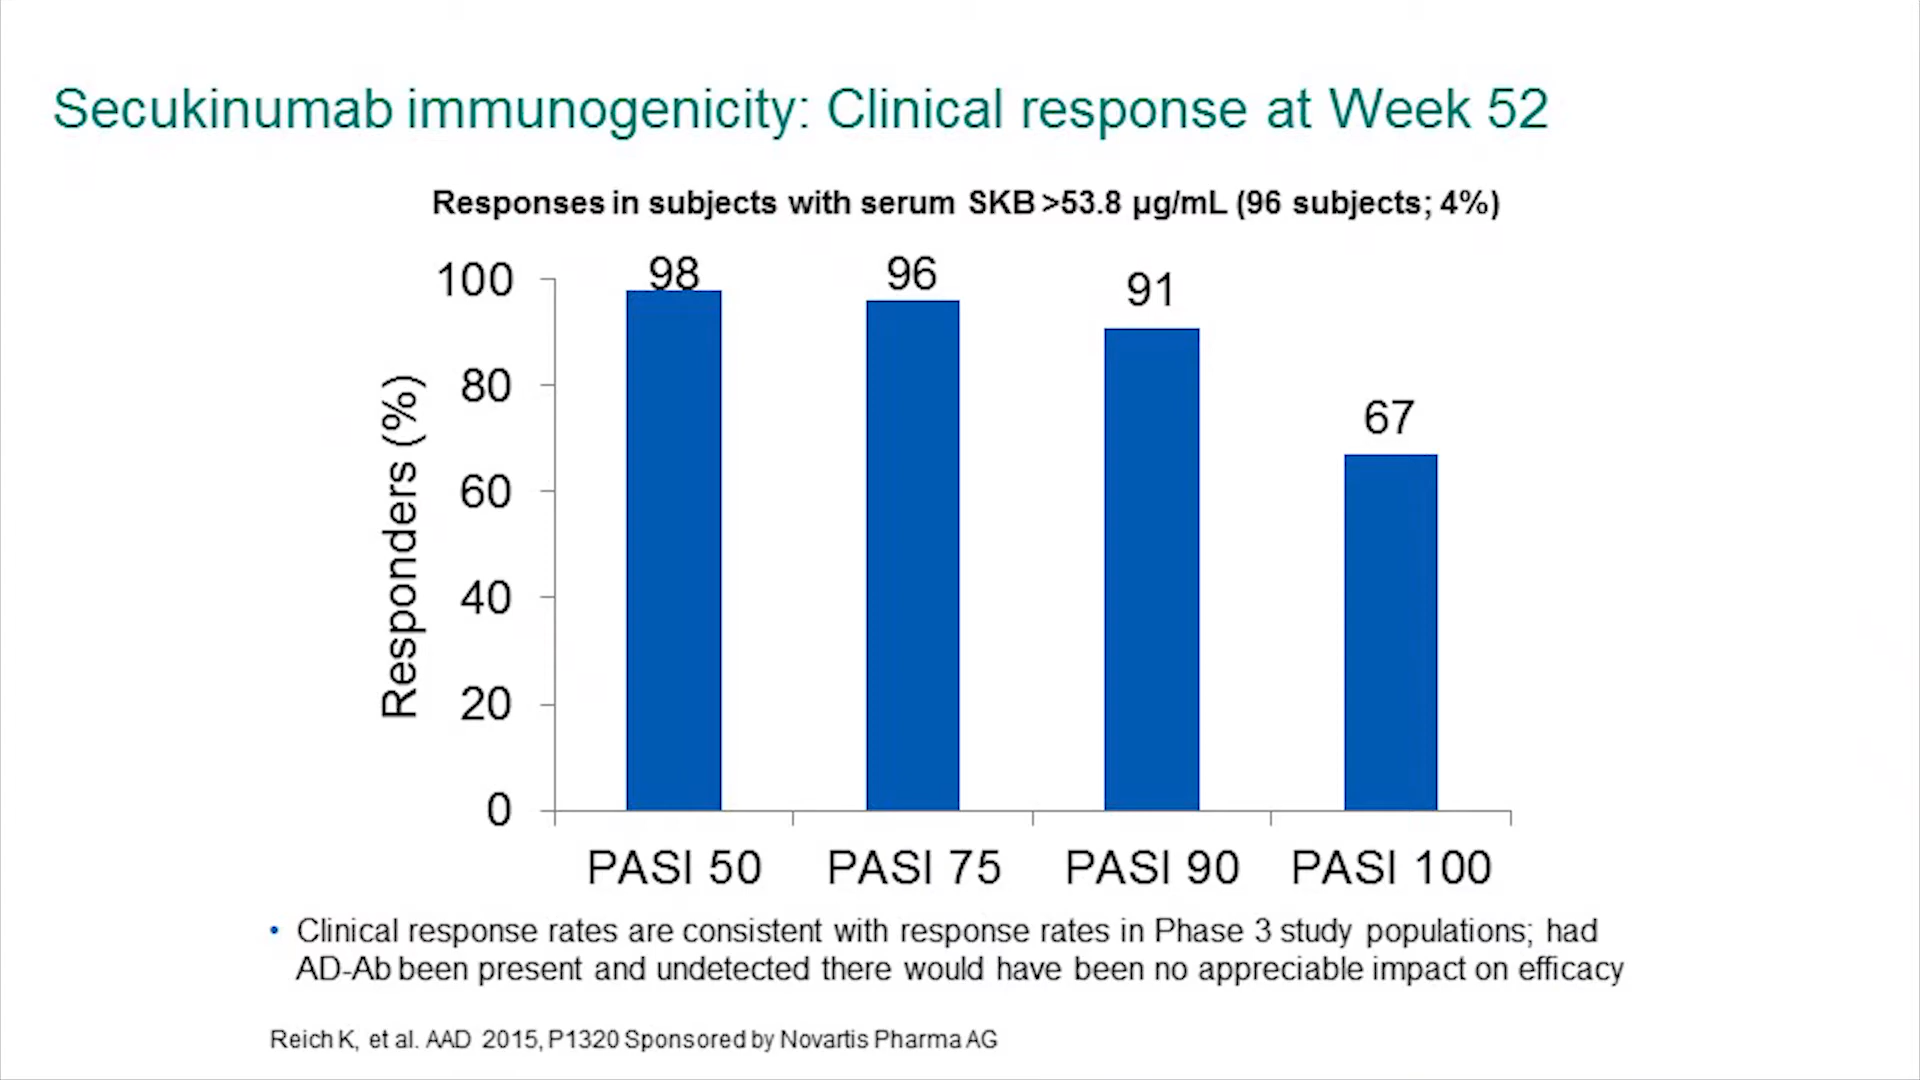 Secukinumab immunogenicity: Clinical response at Week 52
Responses in subjects with serum SKB >53.8 µg/mL (96 subjects; 4%)
Responders (%)
100
80
60
40
20
0
98
96
91
67
PASI 50
PASI 75
PASI 90
PASI 100
• Clinical response rates are consistent with response rates in Phase 3 study populations; had
AD-Ab been present and undetected there would have been no appreciable impact on efficacy
Reich K, et al. AAD 2015, P1320 Sponsored by Novartis Pharma AG